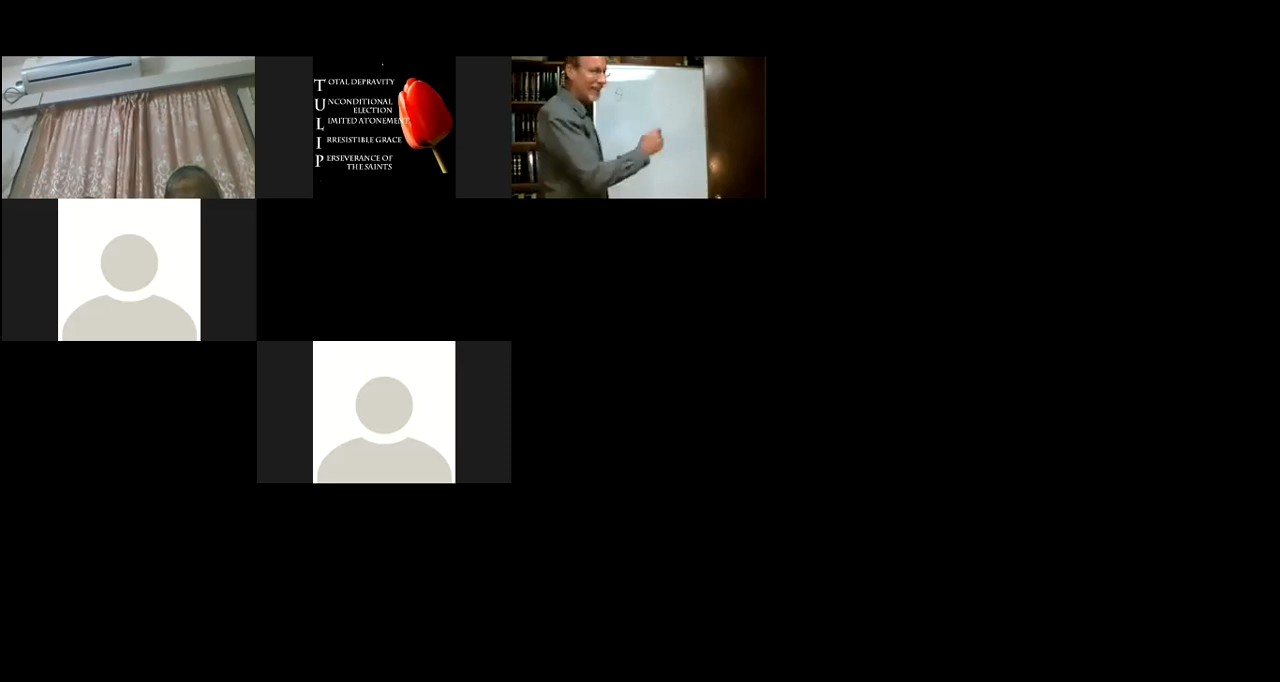 TOTAL DEPRAVITY
UNCONDITIONAL
ELECTION
LIMITED ATONEMENT
IRRESISTIBLE GRACE
PERSEVERANCE OF
THE SAINTS
S